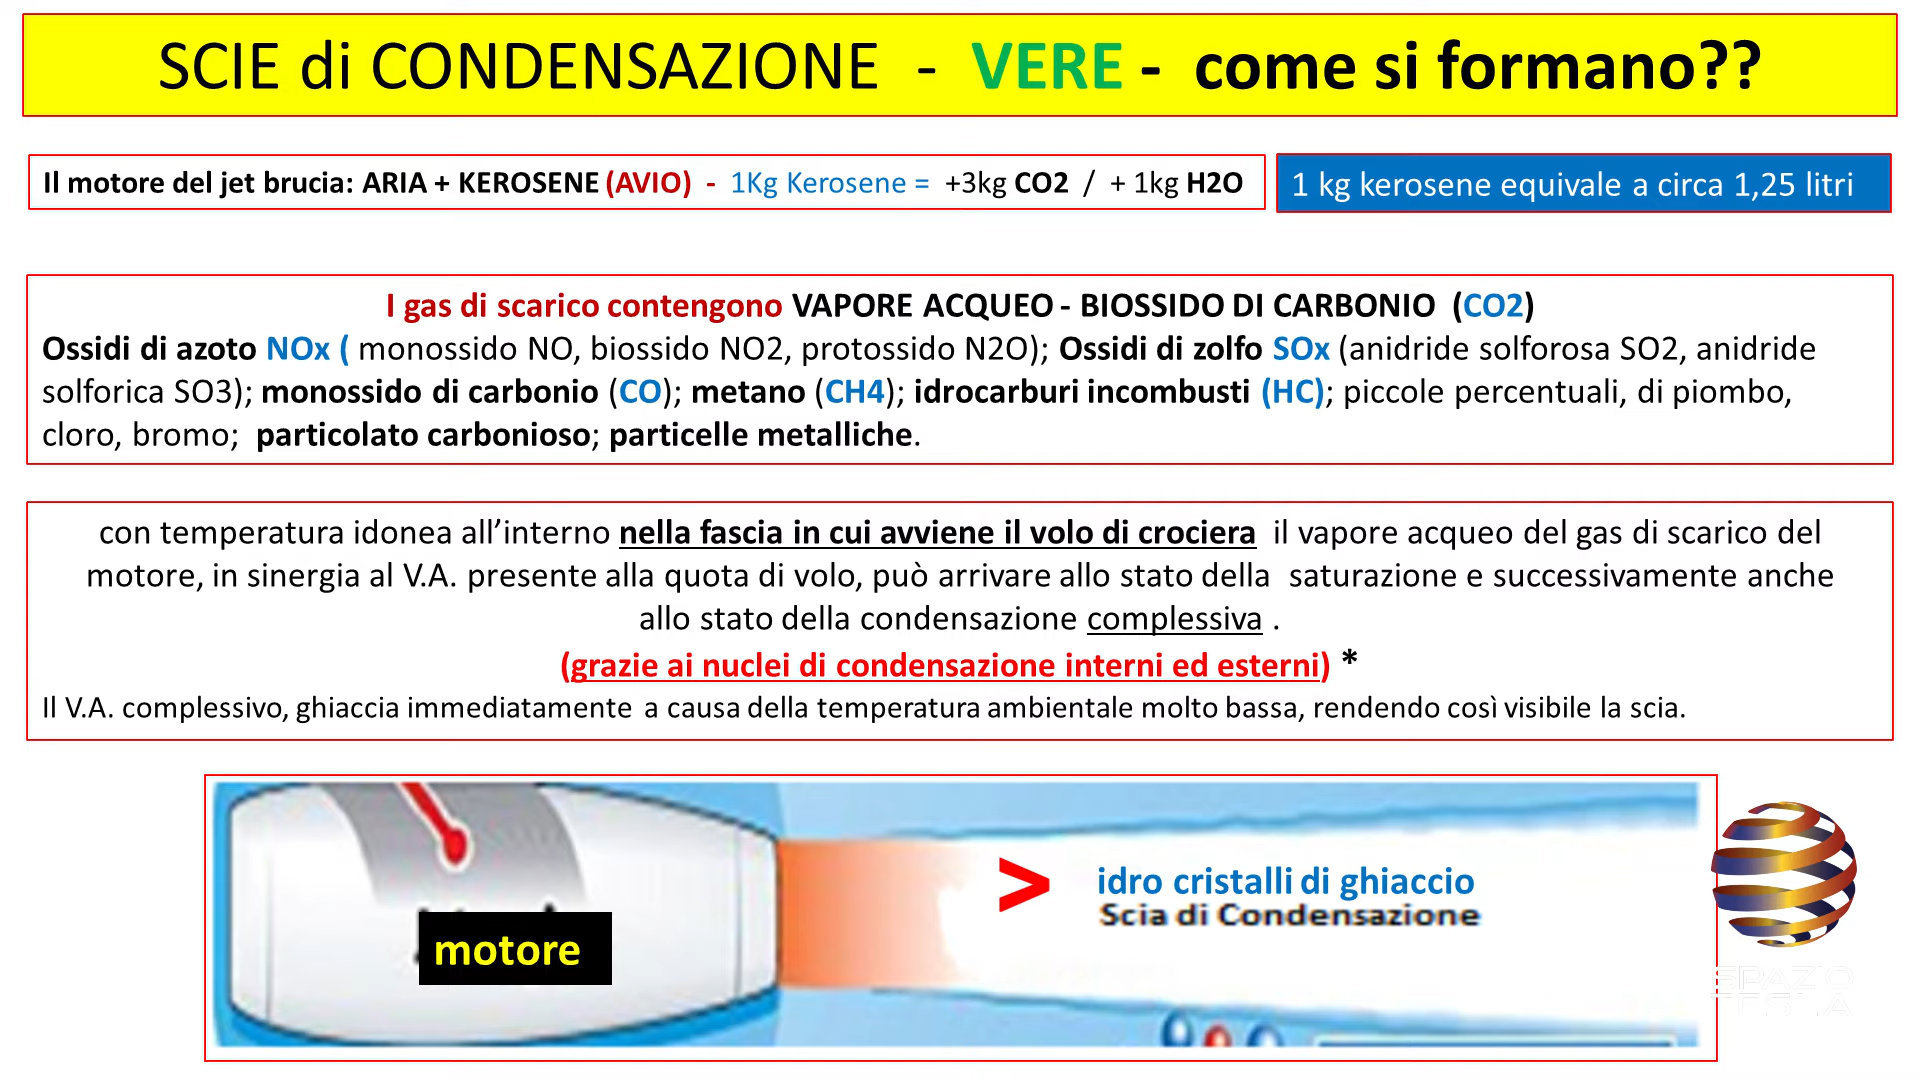 SCIE di CONDENSAZIONE - VERE - come si formano??
Il motore del jet brucia: ARIA + KEROSENE (AVIO) - 1Kg Kerosene = +3kg CO2 / + 1kg H2O
1 kg kerosene equivale a circa 1,25 litri
I gas di scarico contengono VAPORE ACQUEO - BIOSSIDO DI CARBONIO (CO2)
Ossidi di azoto NOx ( monossido NO, biossido NO2, protossido N2O); Ossidi di zolfo SOx (anidride solforosa SO2, anidride
solforica SO3); monossido di carbonio (CO); metano (CH4); idrocarburi incombusti (HC); piccole percentuali, di piombo,
cloro, bromo; particolato carbonioso; particelle metalliche.
con temperatura idonea all’interno nella fascia in cui avviene il volo di crociera il vapore acqueo del gas di scarico del
motore, in sinergia al V.A. presente alla quota di volo, può arrivare allo stato della saturazione e successivamente anche
allo stato della condensazione complessiva .
(grazie ai nuclei di condensazione interni ed esterni) *
Il V.A. complessivo, ghiaccia immediatamente a causa della temperatura ambientale molto bassa, rendendo così visibile la scia.
motore
> idro cristalli di ghiaccio
Scia di Condensazione
SPAZIO
TESLA